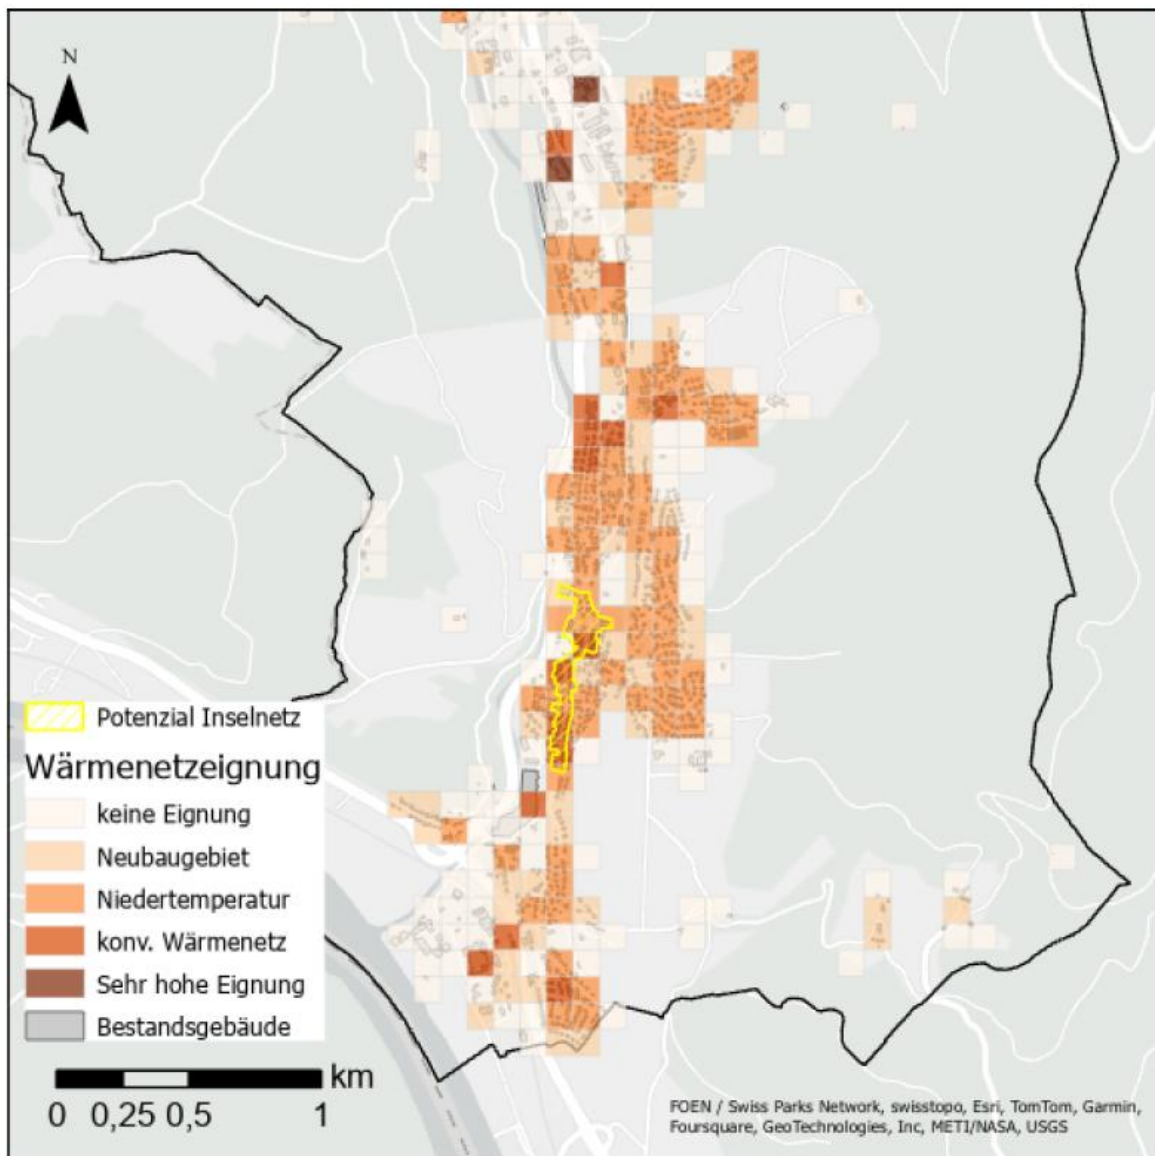 N
Potenzial Inselnetz
Wärmenetzeignung
keine Eignung
Neubaugebiet
Niedertemperatur
konv. Wärmenetz
Sehr hohe Eignung
Bestandsgebäude
km
0 0,25 0,5 1
FOEN / Swiss Parks Network, swisstopo, Esri, TomTom, Garmin,
Foursquare, GeoTechnologies, Inc, METI/NASA, USGS